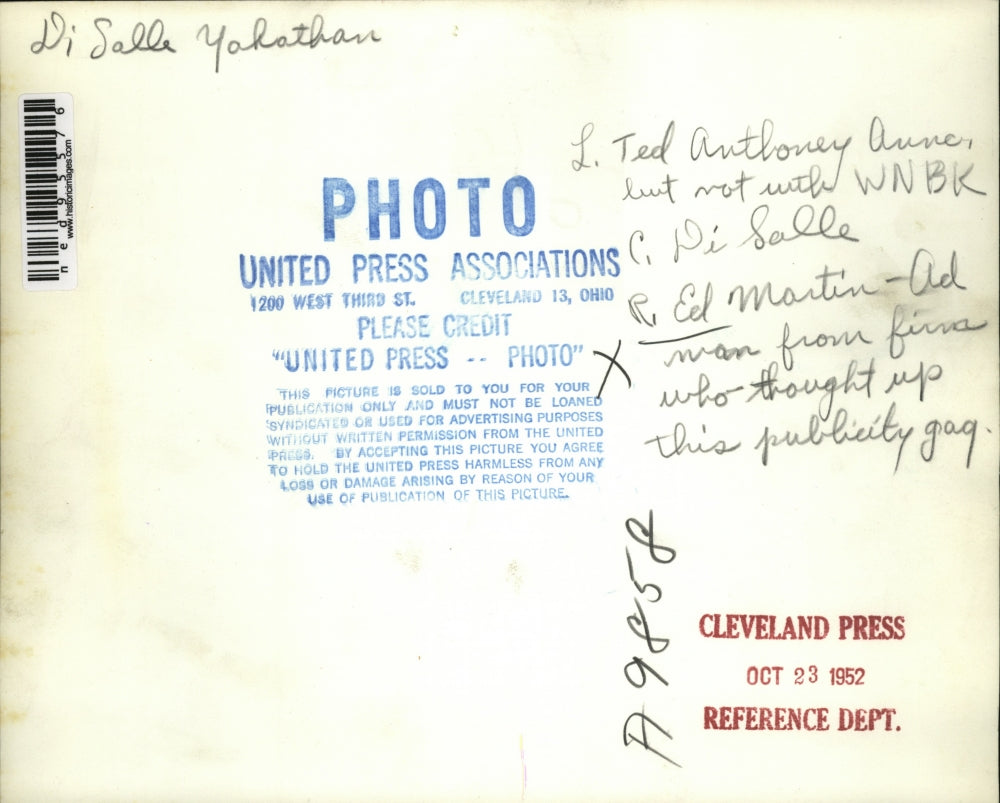 Di Salle Yakathan
ned95576
www.historicimages.com
L. Ted Anthoney Annc,
but not with WNBK
C. Di Salle
R. Ed Martin - Ad
man from firm
who thought up
this publicity gag.
X
PHOTO
UNITED PRESS ASSOCIATIONS
1200 WEST THIRD ST. CLEVELAND 13, OHIO
PLEASE CREDIT
"UNITED PRESS -- PHOTO"
THIS PICTURE IS SOLD TO YOU FOR YOUR
PUBLICATION ONLY AND MUST NOT BE LOANED
SYNDICATED OR USED FOR ADVERTISING PURPOSES
WITHOUT WRITTEN PERMISSION FROM THE UNITED
PRESS. BY ACCEPTING THIS PICTURE YOU AGREE
TO HOLD THE UNITED PRESS HARMLESS FROM ANY
LOSS OR DAMAGE ARISING BY REASON OF YOUR
USE OF PUBLICATION OF THIS PICTURE.
A9858
CLEVELAND PRESS
OCT 23 1952
REFERENCE DEPT.